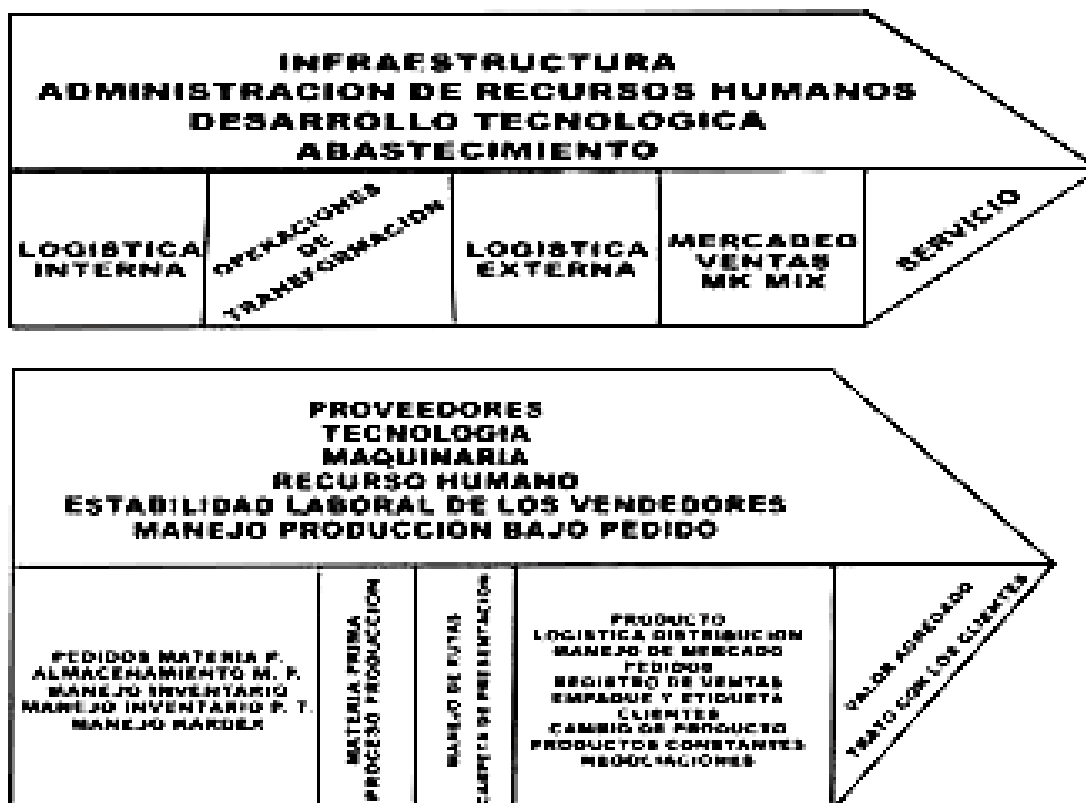 INFRAESTRUCTURA
ADMINISTRACION DE RECURSOS HUMANOS
DESARROLLO TECNOLOGICA
ABASTECIMIENTO
LOGISTICA
INTERNA
OPERACIONES
DE
TRANSFORMACION
LOGISTICA
EXTERNA
MERCADEO
VENTAS
MK MIX
SERVICIO
PROVEEDORES
TECNOLOGIA
MAQUINARIA
RECURSO HUMANO
ESTABILIDAD LABORAL DE LOS VENDEDORES
MANEJO PRODUCCION BAJO PEDIDO
PEDIDOS MATERIA P.
ALMACENAMIENTO M. P.
MANEJO INVENTARIO
MANEJO INVENTARIO P. T.
MANEJO KARDEX
MATERIA PRIMA
PROCESO PRODUCCION
MANEJO DE RUTAS
CARPETA DE PRESENTACION
PRODUCTO
LOGISTICA DISTRIBUCION
MANEJO DE MERCADO
PEDIDOS
REGISTRO DE VENTAS
EMPAQUE Y ETIQUETA
CLIENTES
CAMBIO DE PRODUCTO
PRODUCTOS CONSTANTES
NEGOCIACIONES
VALOR AGREGADO
TRATO CON LOS CLIENTES